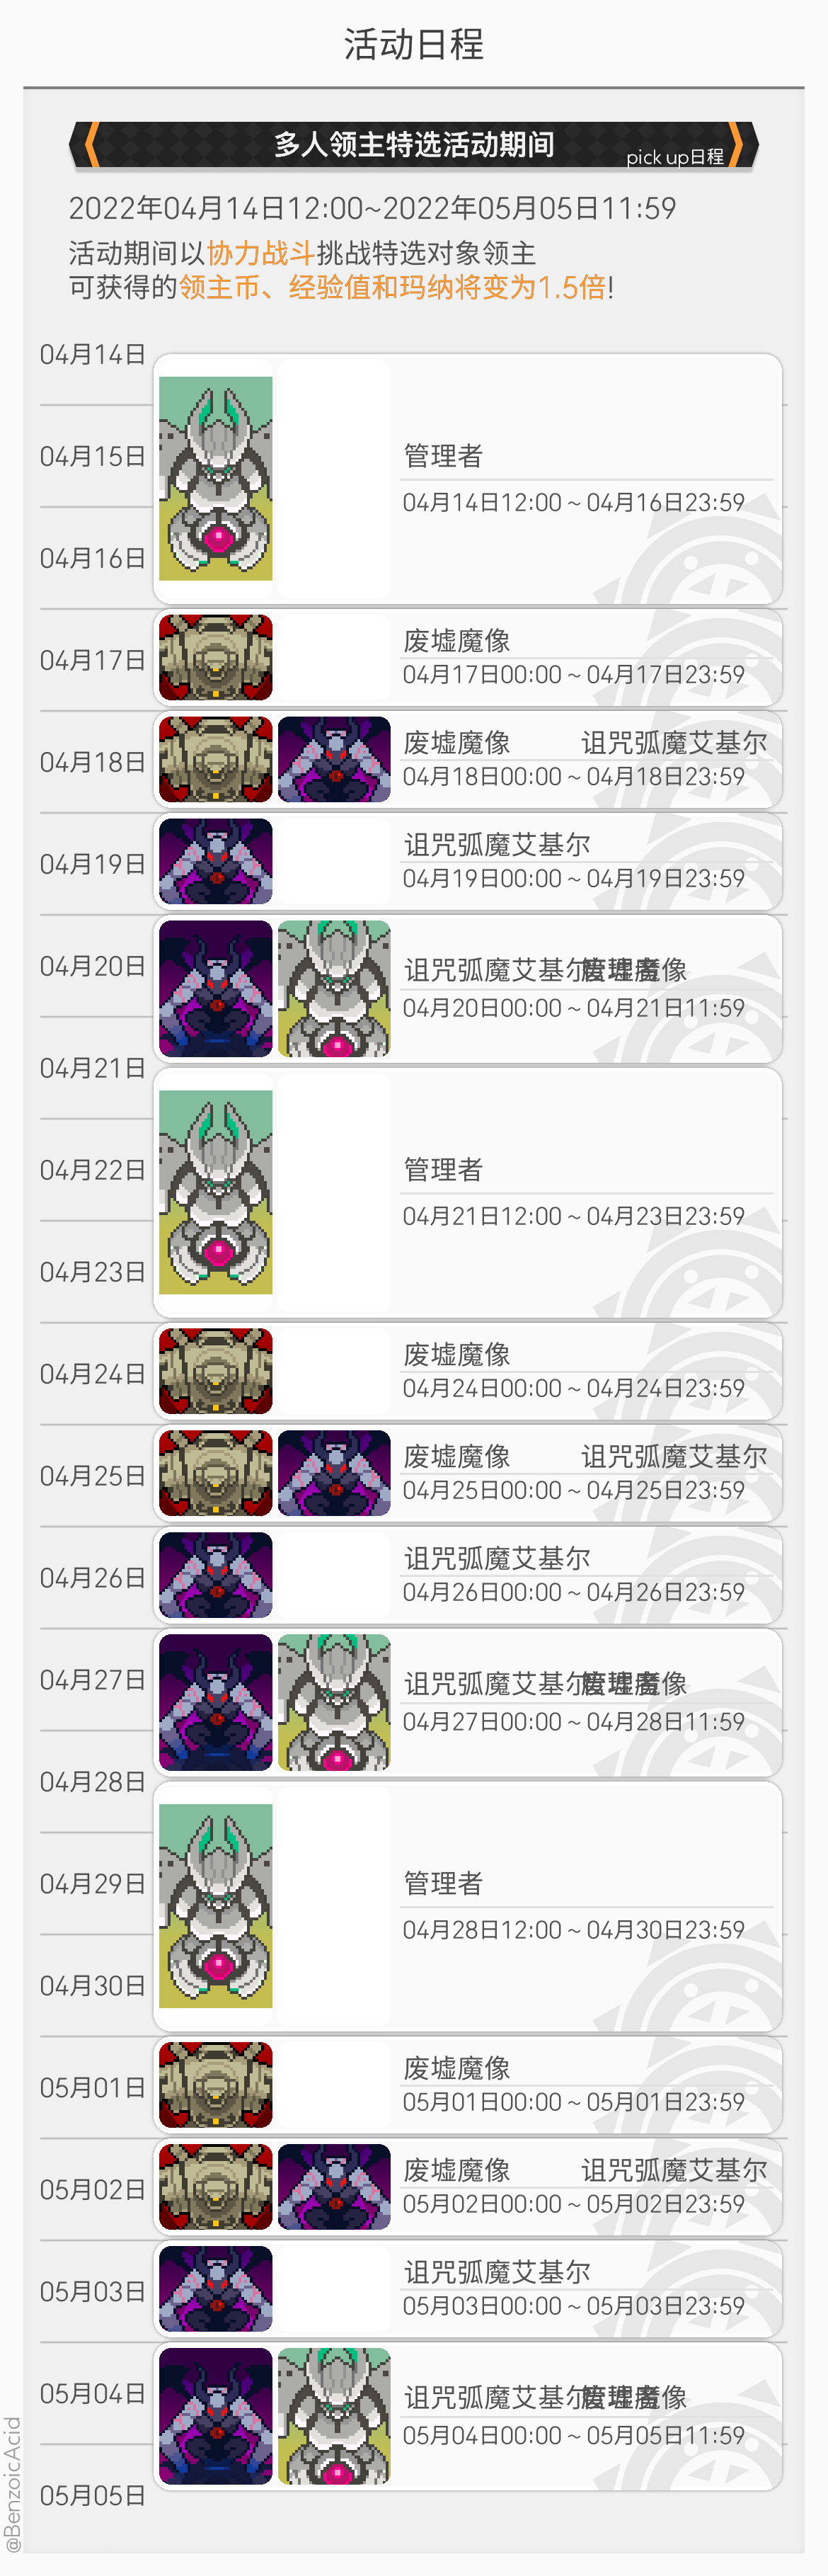 活动日程
多人领主特选活动期间
pick up日程
2022年04月14日12:00~2022年05月05日11:59
活动期间以协力战斗挑战特选对象领主
可获得的领主币、经验值和玛纳将变为1.5倍!
04月14日
04月15日
04月16日
管理者
04月14日12:00 ~ 04月16日23:59
04月17日
废墟魔像
04月17日00:00 ~ 04月17日23:59
04月18日
废墟魔像 诅咒弧魔艾基尔
04月18日00:00 ~ 04月18日23:59
04月19日
诅咒弧魔艾基尔
04月19日00:00 ~ 04月19日23:59
04月20日
诅咒弧魔艾基尔
04月20日00:00 ~ 04月21日11:59
04月21日
04月22日
04月23日
管理者
04月21日12:00 ~ 04月23日23:59
04月24日
废墟魔像
04月24日00:00 ~ 04月24日23:59
04月25日
废墟魔像 诅咒弧魔艾基尔
04月25日00:00 ~ 04月25日23:59
04月26日
诅咒弧魔艾基尔
04月26日00:00 ~ 04月26日23:59
04月27日
诅咒弧魔艾基尔
04月27日00:00 ~ 04月28日11:59
04月28日
04月29日
04月30日
管理者
04月28日12:00 ~ 04月30日23:59
05月01日
废墟魔像
05月01日00:00 ~ 05月01日23:59
05月02日
废墟魔像 诅咒弧魔艾基尔
05月02日00:00 ~ 05月02日23:59
05月03日
诅咒弧魔艾基尔
05月03日00:00 ~ 05月03日23:59
05月04日
诅咒弧魔艾基尔
05月04日00:00 ~ 05月05日11:59
05月05日
@BenzoicAcid